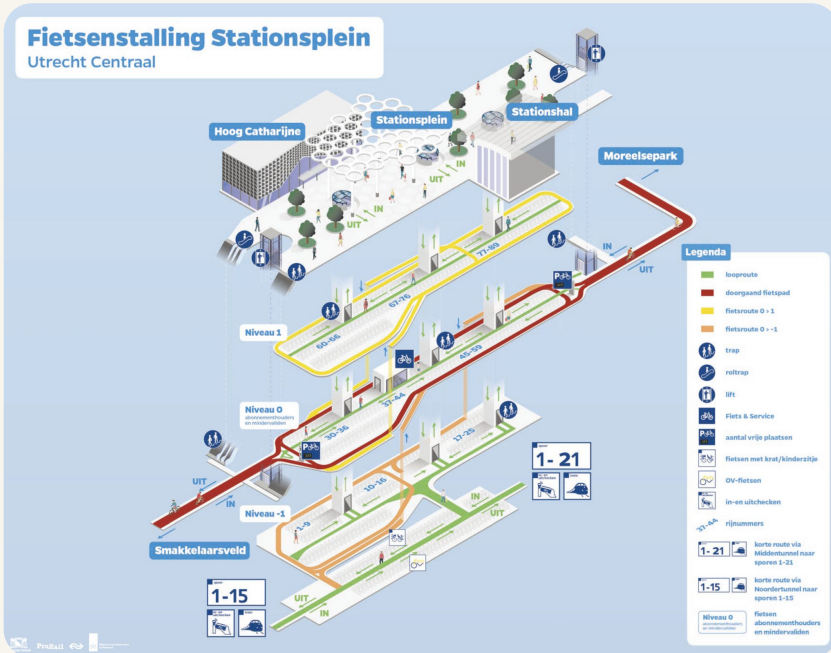 Fietsenstalling Stationsplein
Utrecht Centraal
Hoog Catharijne
Stationsplein
Stationshal
Moreelsepark
IN
UIT
UIT
IN
IN
UIT
Niveau 1
60-66
67-76
77-89
Niveau 0
abonnementhouders
en mindervaliden
30-36
37-44
45-59
P
P
UIT
IN
Smakkelaarsveld
Niveau -1
1-9
10-16
17-25
1- 21
IN
UIT
1-15
UIT
IN
Legenda
looproute
doorgaand fietspad
fietsroute 0 > 1
fietsroute 0 > -1
trap
roltrap
lift
Fiets & Service
aantal vrije plaatsen
fietsen met krat/kinderzitje
OV-fietsen
in-en uitchecken
37-44
rijnummers
1- 21
korte route via
Middentunnel naar
sporen 1-21
1-15
korte route via
Noordertunnel naar
sporen 1-15
Niveau 0
abonnementhouders
en mindervaliden
fietsen
abonnementhouders
en mindervaliden
ProRail